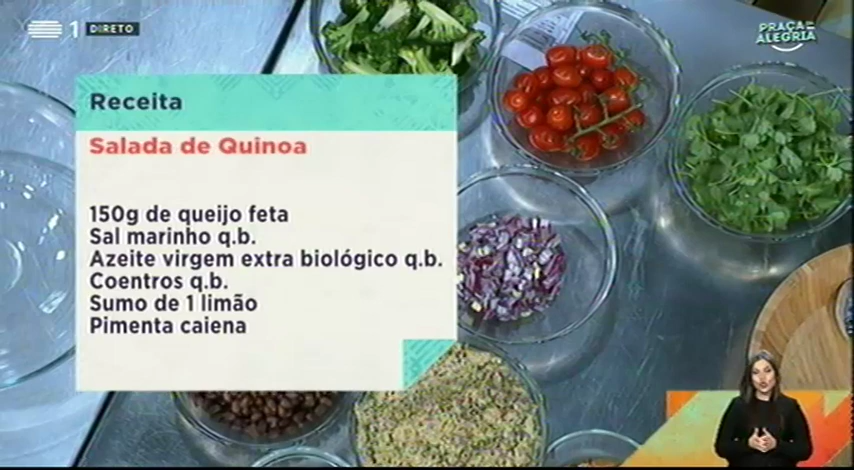 1 DIRETO
PRAÇA DA
ALEGRIA
Receita
Salada de Quinoa
150g de queijo feta
Sal marinho q.b.
Azeite virgem extra biológico q.b.
Coentros q.b.
Sumo de 1 limão
Pimenta caiena